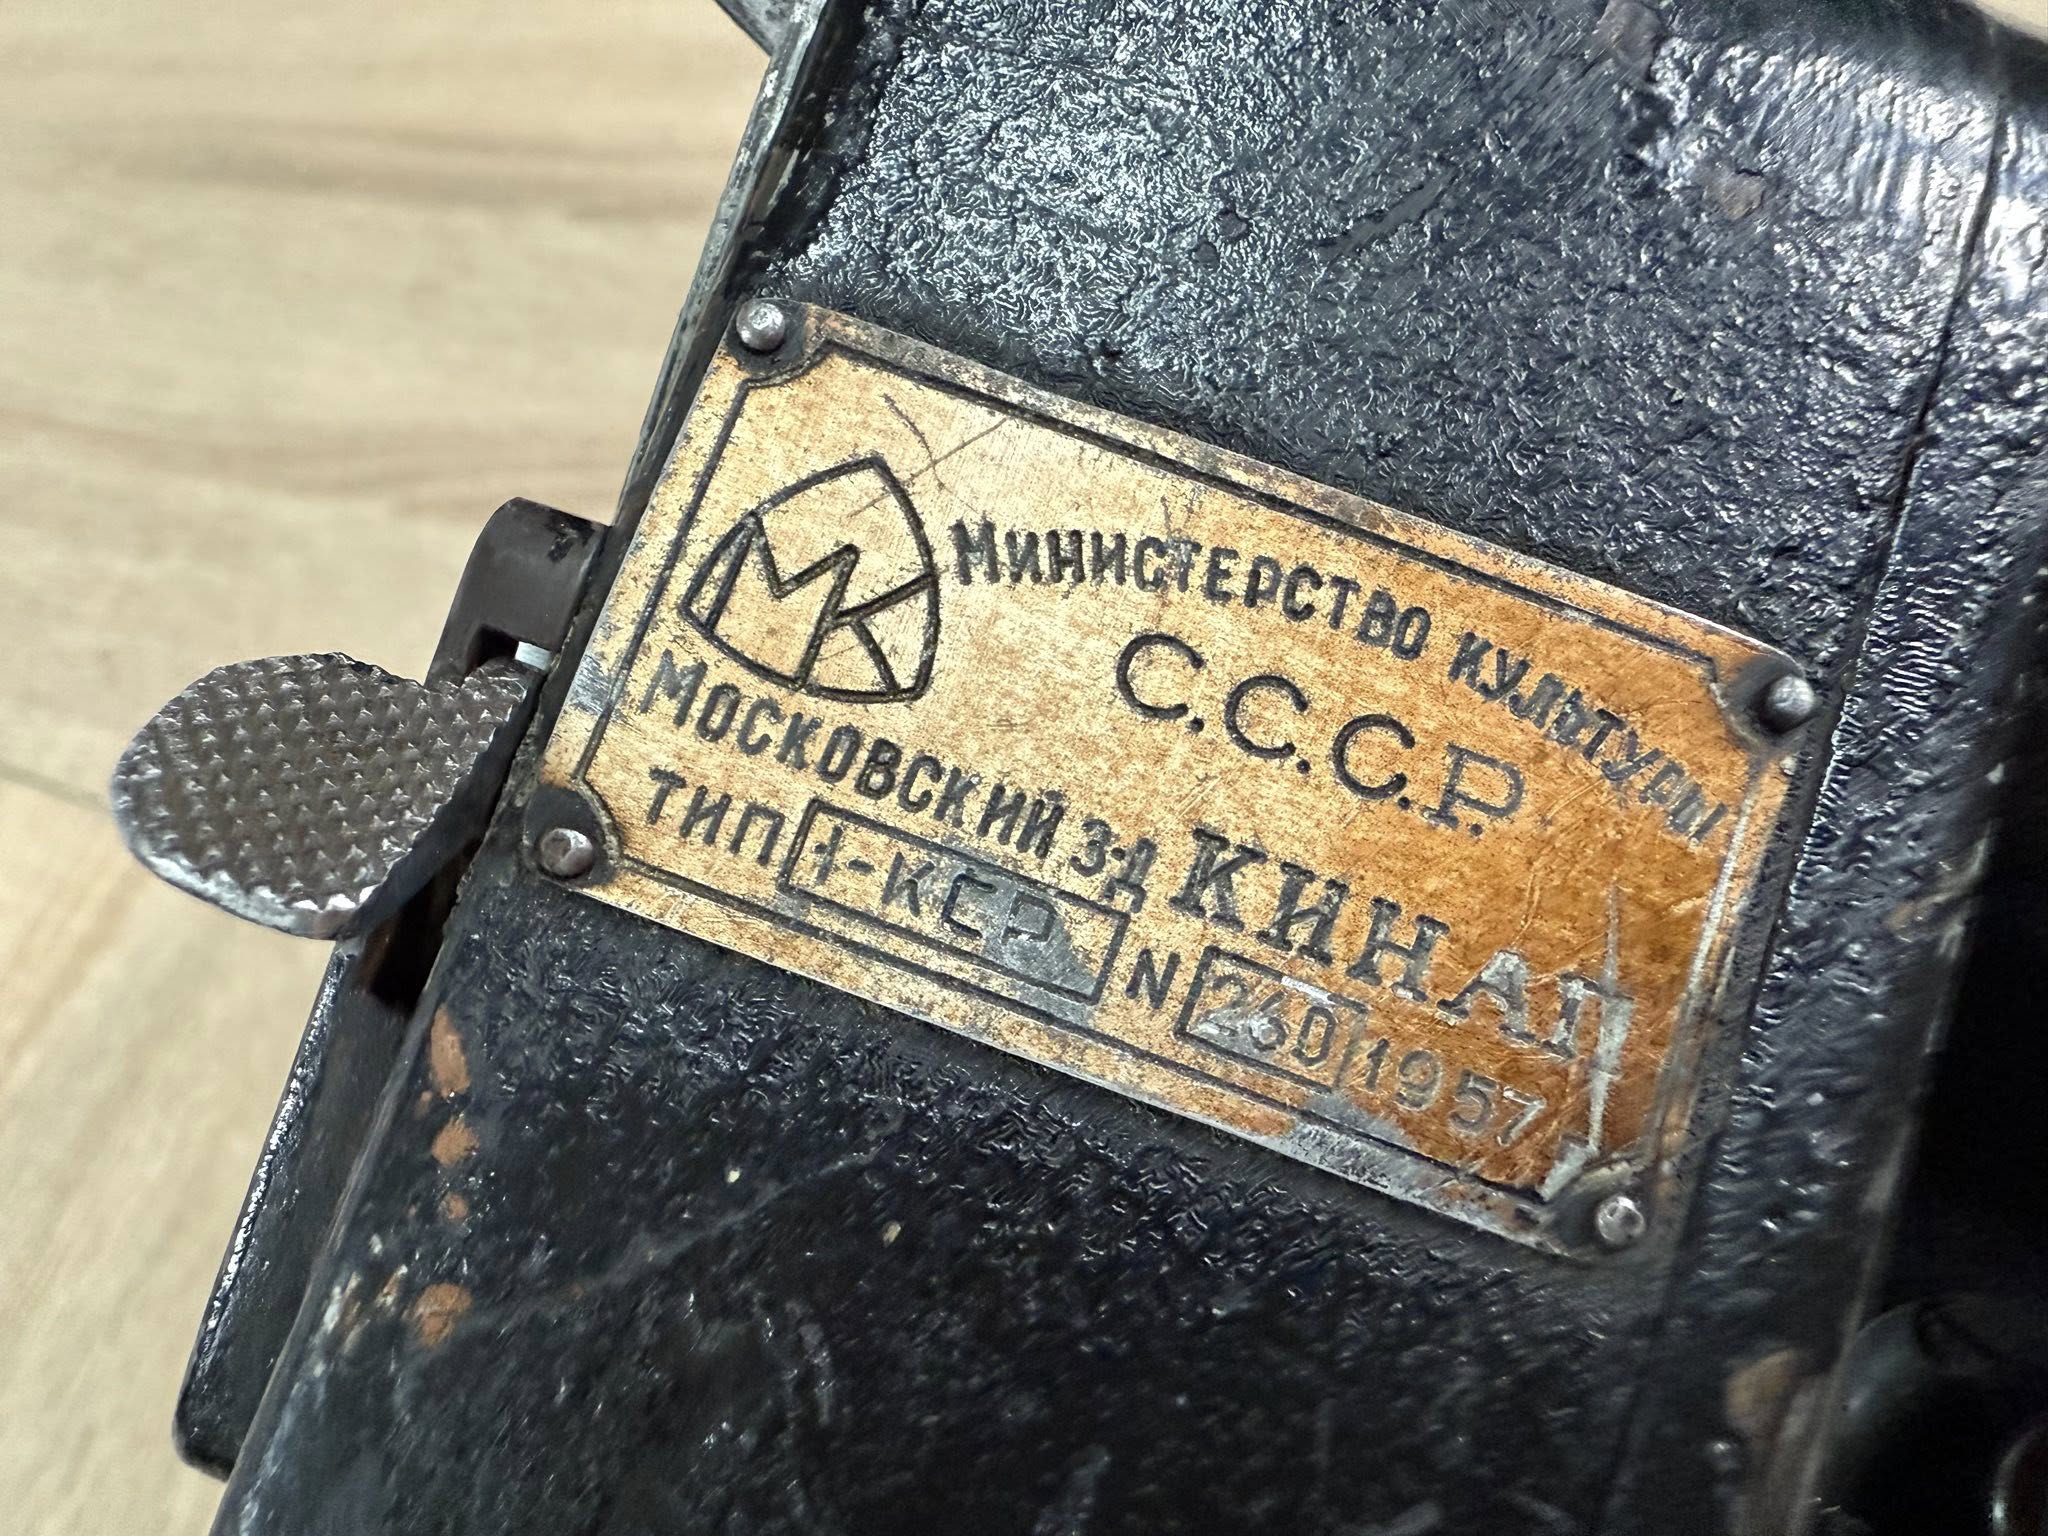 МК
Министерство культуры
С.С.С.Р.
Московский з-д КИНАП
ТИП 1-КСР N 260 1957